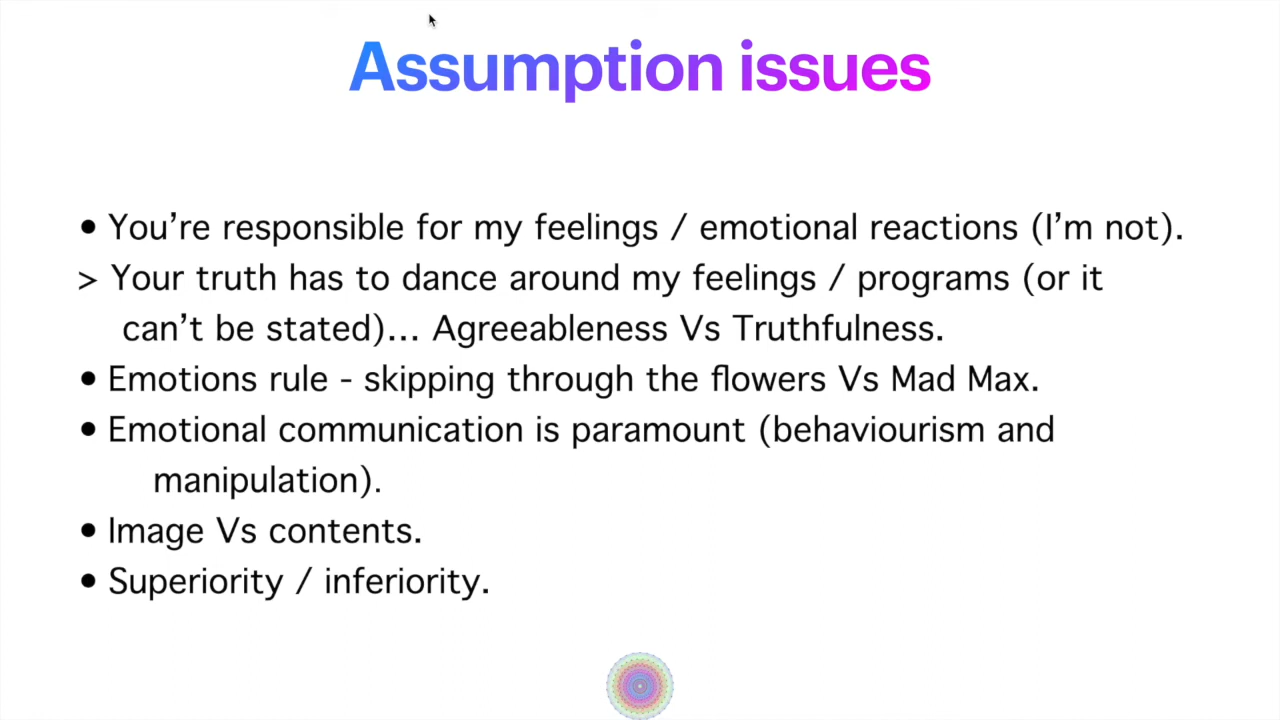 Assumption issues
• You’re responsible for my feelings / emotional reactions (I’m not).
> Your truth has to dance around my feelings / programs (or it
can’t be stated)... Agreeableness Vs Truthfulness.
• Emotions rule - skipping through the flowers Vs Mad Max.
• Emotional communication is paramount (behaviourism and
manipulation).
• Image Vs contents.
• Superiority / inferiority.